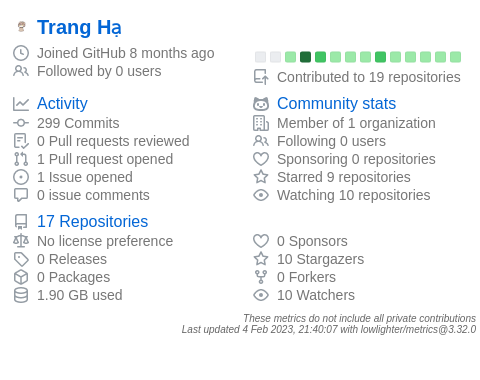 Trang Hạ
Joined GitHub 8 months ago
Followed by 0 users
Contributed to 19 repositories
Activity
299 Commits
0 Pull requests reviewed
1 Pull request opened
1 Issue opened
0 issue comments
Community stats
Member of 1 organization
Following 0 users
Sponsoring 0 repositories
Starred 9 repositories
Watching 10 repositories
17 Repositories
No license preference
0 Releases
0 Packages
1.90 GB used
0 Sponsors
10 Stargazers
0 Forkers
10 Watchers
These metrics do not include all private contributions
Last updated 4 Feb 2023, 21:40:07 with lowlighter/metrics@3.32.0